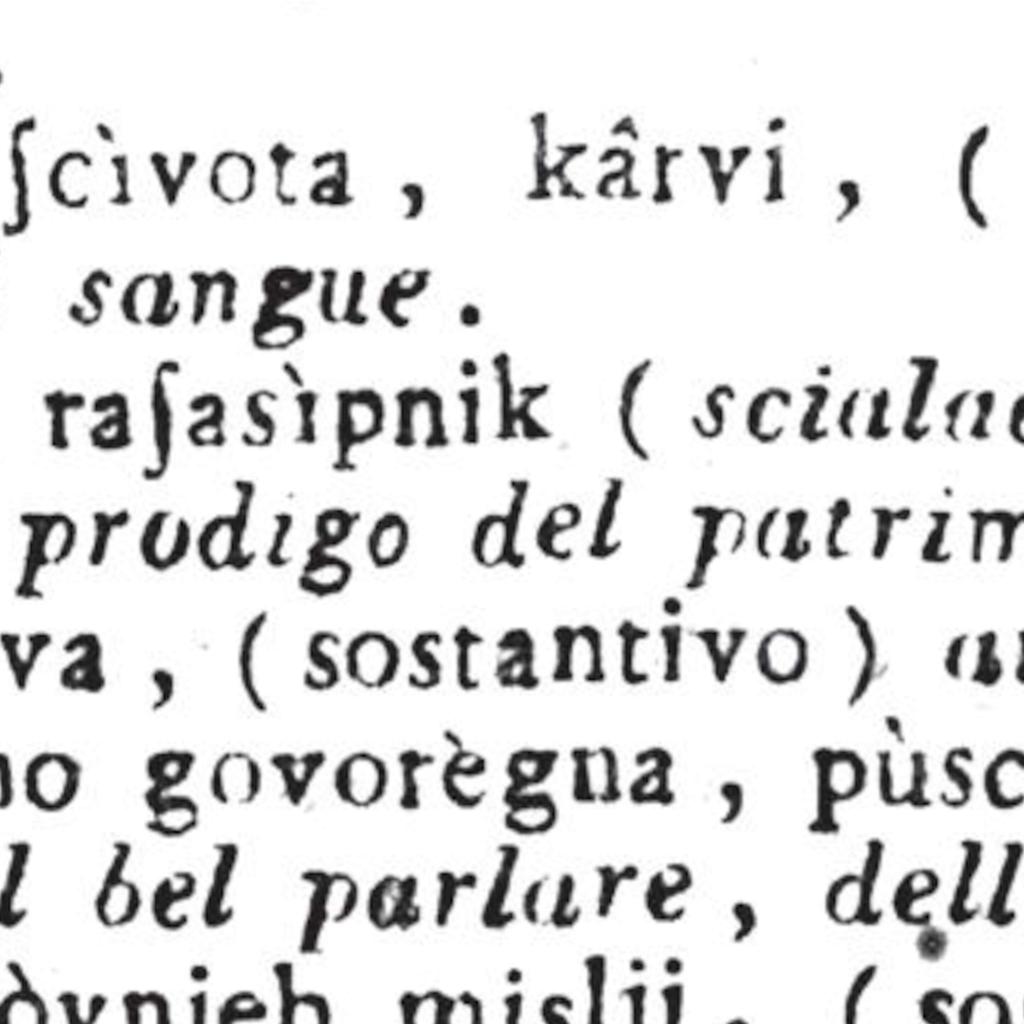 ſcìvota, kârvi, (
sangue.
raſasìpnik (scialac
prodigo del patrim
va, (sostantivo) an
no govorègna, pùsc
l bel parlare, dell
òvnieh mislii, (so